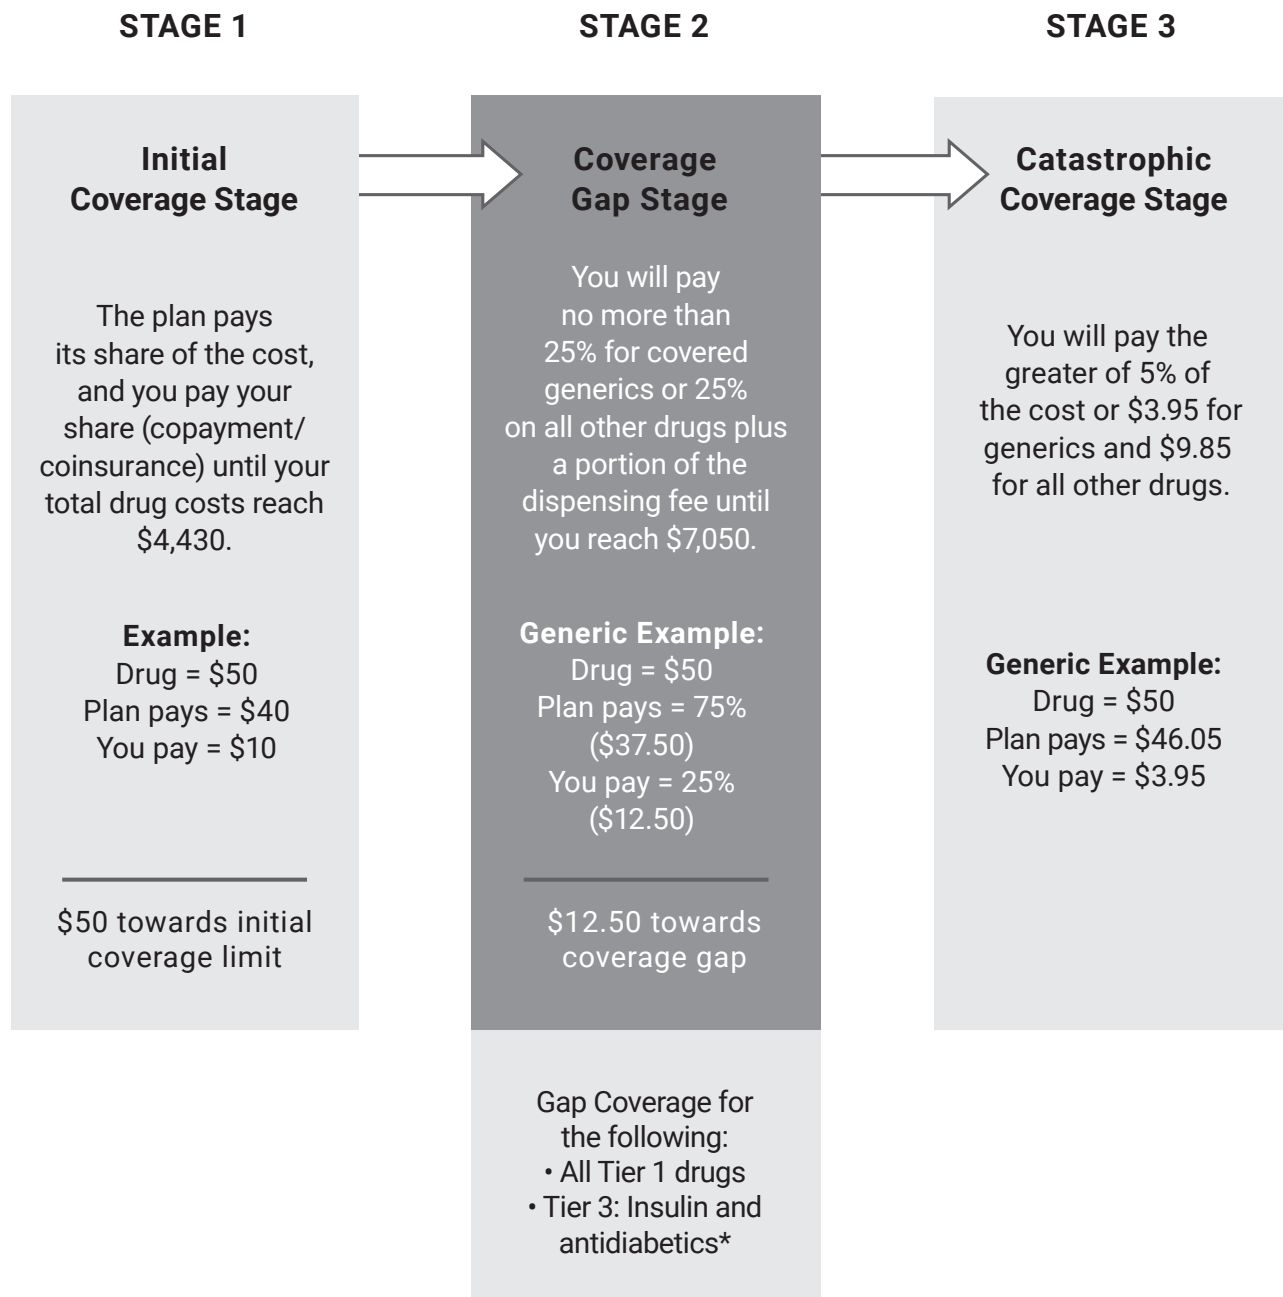 STAGE 1
Initial
Coverage Stage
The plan pays
its share of the cost,
and you pay your
share (copayment/
coinsurance) until your
total drug costs reach
$4,430.
Example:
Drug = $50
Plan pays = $40
You pay = $10
$50 towards initial
coverage limit
STAGE 2
Coverage
Gap Stage
You will pay
no more than
25% for covered
generics or 25%
on all other drugs plus
a portion of the
dispensing fee until
you reach $7,050.
Generic Example:
Drug = $50
Plan pays = 75%
($37.50)
You pay = 25%
($12.50)
$12.50 towards
coverage gap
Gap Coverage for
the following:
• All Tier 1 drugs
• Tier 3: Insulin and
antidiabetics*
STAGE 3
Catastrophic
Coverage Stage
You will pay the
greater of 5% of
the cost or $3.95 for
generics and $9.85
for all other drugs.
Generic Example:
Drug = $50
Plan pays = $46.05
You pay = $3.95